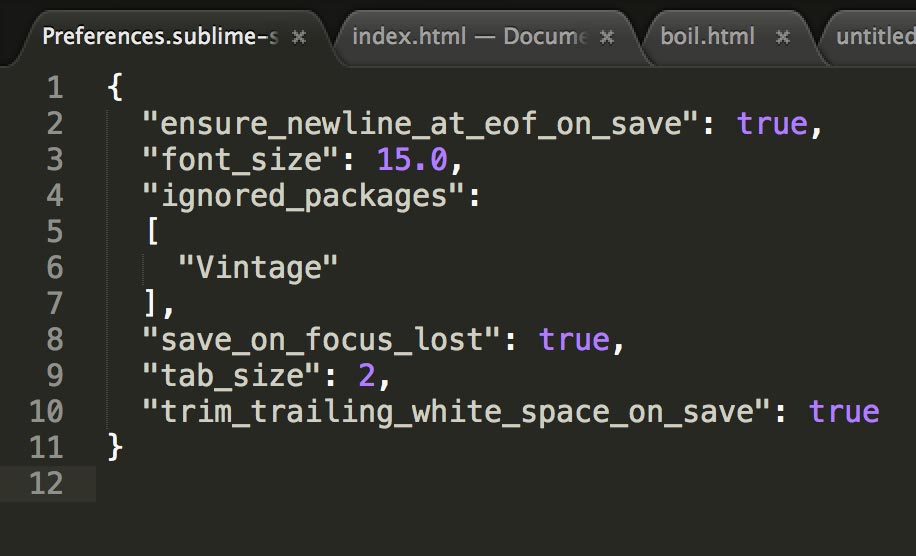 Preferences.sublime-s × index.html — Docume × boil.html × untitled
1 {
2 "ensure_newline_at_eof_on_save": true,
3 "font_size": 15.0,
4 "ignored_packages":
5 [
6 "Vintage"
7 ],
8 "save_on_focus_lost": true,
9 "tab_size": 2,
10 "trim_trailing_white_space_on_save": true
11 }
12